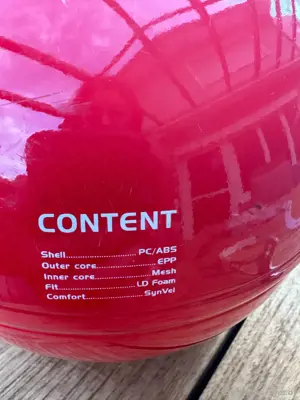 CONTENT
Shell........................PC/ABS
Outer core.....................EPP
Inner core...................Mesh
Fit..........................LD Foam
Comfort....................SynVel